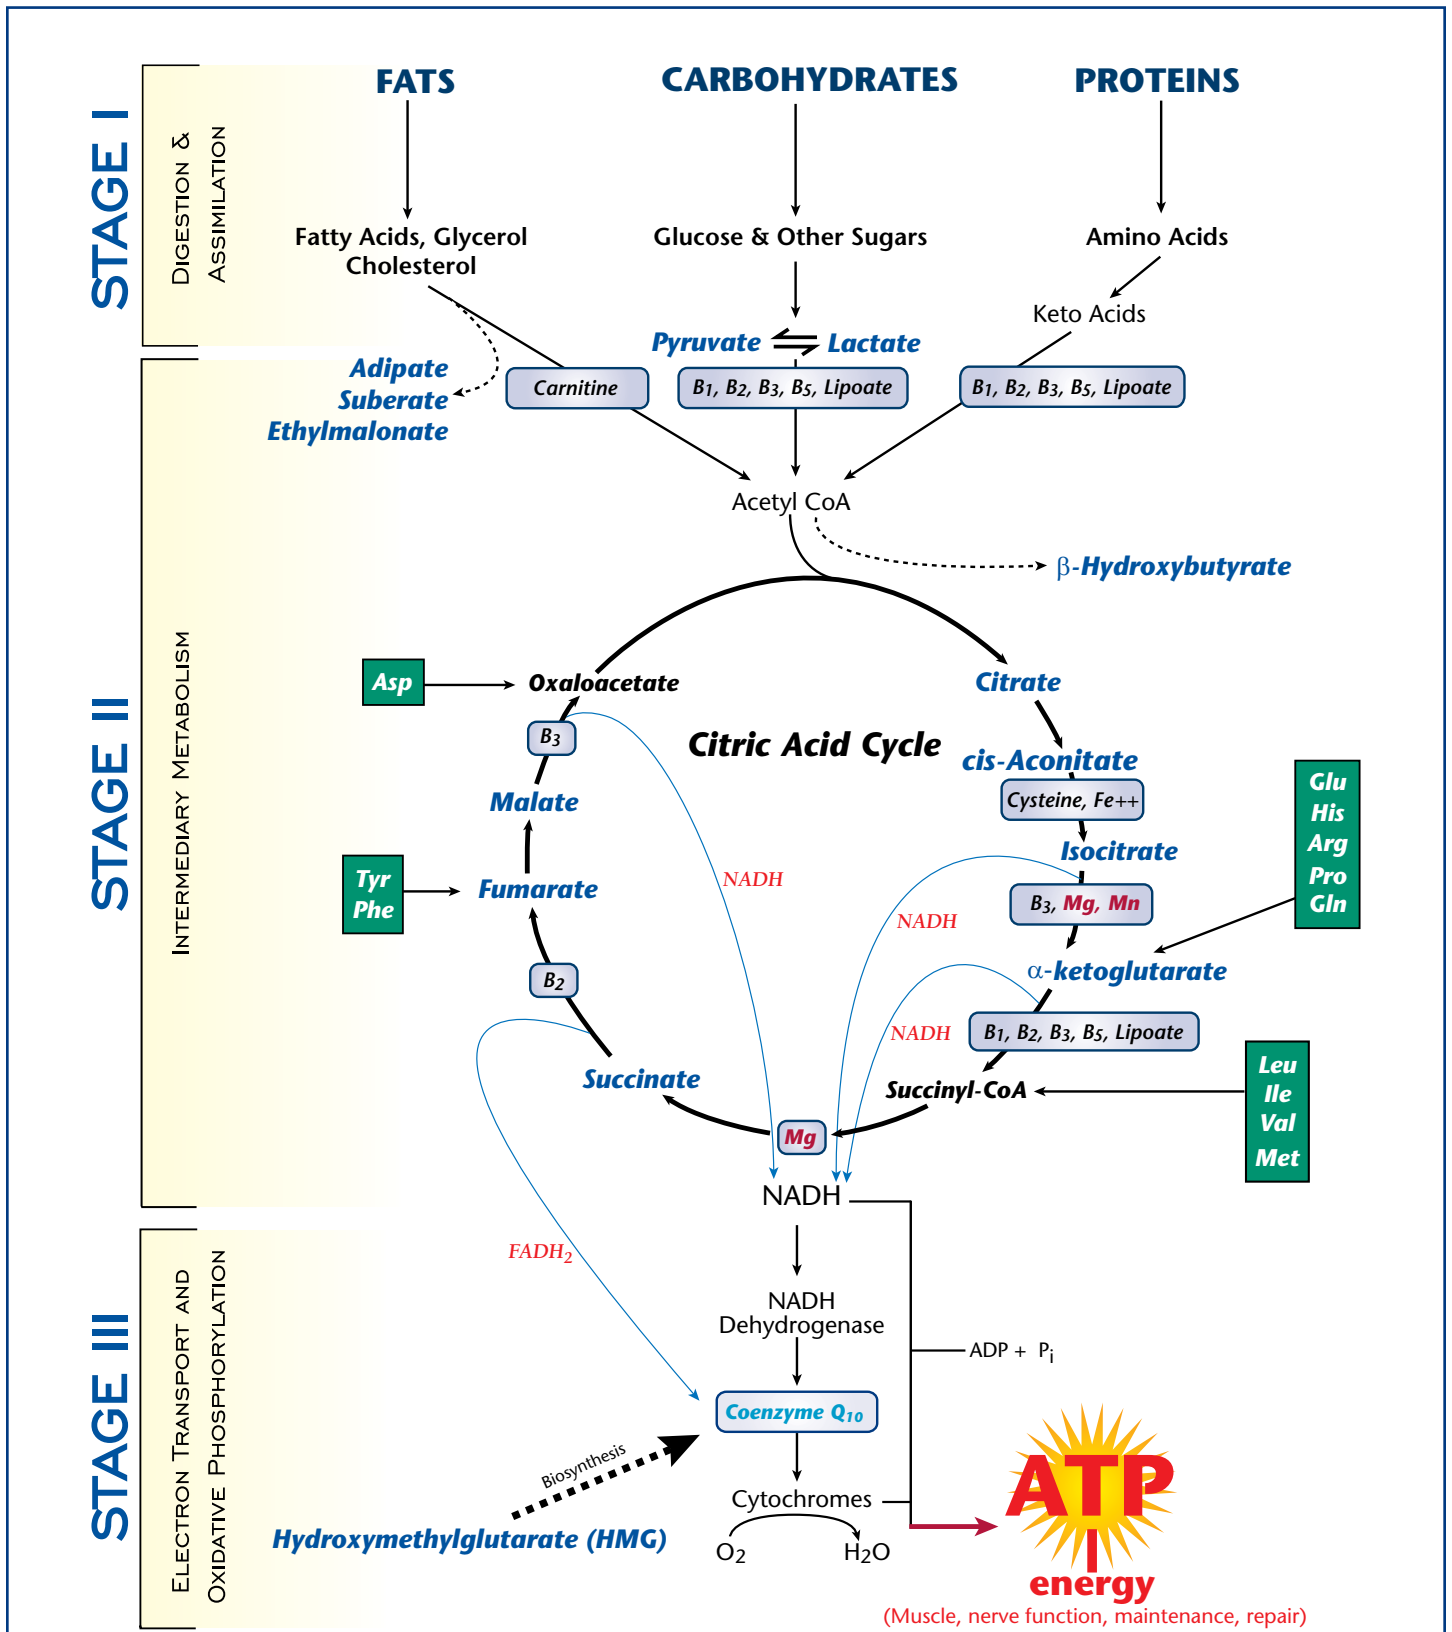 STAGE I
DIGESTION &
ASSIMILATION
FATS
CARBOHYDRATES
PROTEINS
Fatty Acids, Glycerol
Cholesterol
Glucose & Other Sugars
Amino Acids
Keto Acids
Pyruvate
Lactate
STAGE II
INTERMEDIARY METABOLISM
Adipate
Suberate
Ethylmalonate
Carnitine
B1, B2, B3, B5, Lipoate
B1, B2, B3, B5, Lipoate
Acetyl CoA
β-Hydroxybutyrate
Asp
Oxaloacetate
Citrate
B3
Citric Acid Cycle
cis-Aconitate
Cysteine, Fe++
Malate
Isocitrate
Glu
His
Arg
Pro
Gln
Tyr
Phe
Fumarate
NADH
NADH
B3, Mg, Mn
α-ketoglutarate
B2
NADH
B1, B2, B3, B5, Lipoate
Succinate
Succinyl-CoA
Leu
Ile
Val
Met
Mg
NADH
STAGE III
ELECTRON TRANSPORT AND
OXIDATIVE PHOSPHORYLATION
FADH2
NADH
Dehydrogenase
ADP + Pi
Coenzyme Q10
Biosynthesis
Hydroxymethylglutarate (HMG)
Cytochromes
O2
H2O
ATP
energy
(Muscle, nerve function, maintenance, repair)